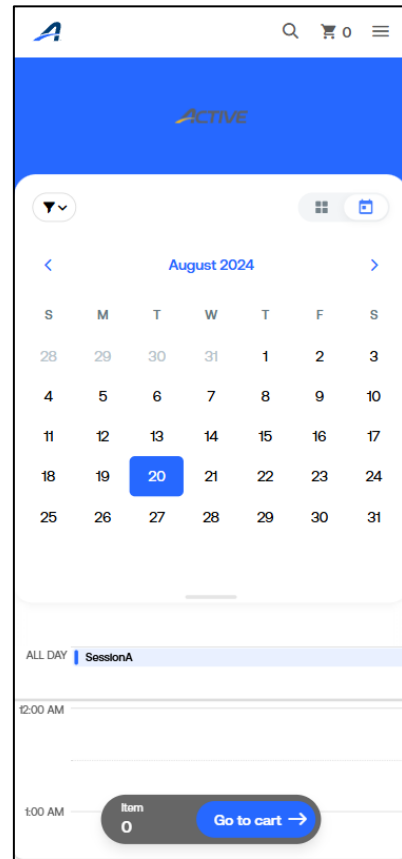 0
ACTIVE
August 2024
S M T W T F S
28 29 30 31 1 2 3
4 5 6 7 8 9 10
11 12 13 14 15 16 17
18 19 20 21 22 23 24
25 26 27 28 29 30 31
ALL DAY SessionA
12:00 AM
1:00 AM
Item
0 Go to cart →